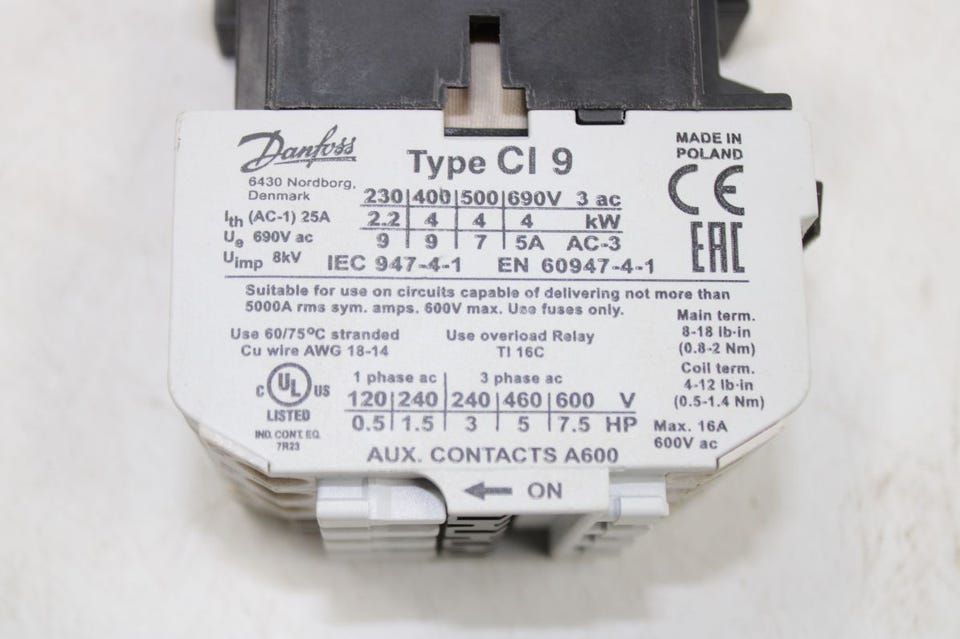 Danfoss
6430 Nordborg,
Denmark
Type CI 9
MADE IN
POLAND
CE
EAC
230 400 500 690V 3 ac
Ith (AC-1) 25A 2.2 4 4 4 kW
Ue 690V ac 9 9 7 5A AC-3
Uimp 8kV IEC 947-4-1 EN 60947-4-1
Suitable for use on circuits capable of delivering not more than
5000A rms sym. amps. 600V max. Use fuses only.
Use 60/75°C stranded
Cu wire AWG 18-14
Use overload Relay
TI 16C
Main term.
8-18 lb·in
(0.8-2 Nm)
Coil term.
4-12 lb·in
(0.5-1.4 Nm)
C UL US
LISTED
IND. CONT. EQ.
7R23
1 phase ac 3 phase ac
120 240 240 460 600 V
0.5 1.5 3 5 7.5 HP
Max. 16A
600V ac
AUX. CONTACTS A600
← ON